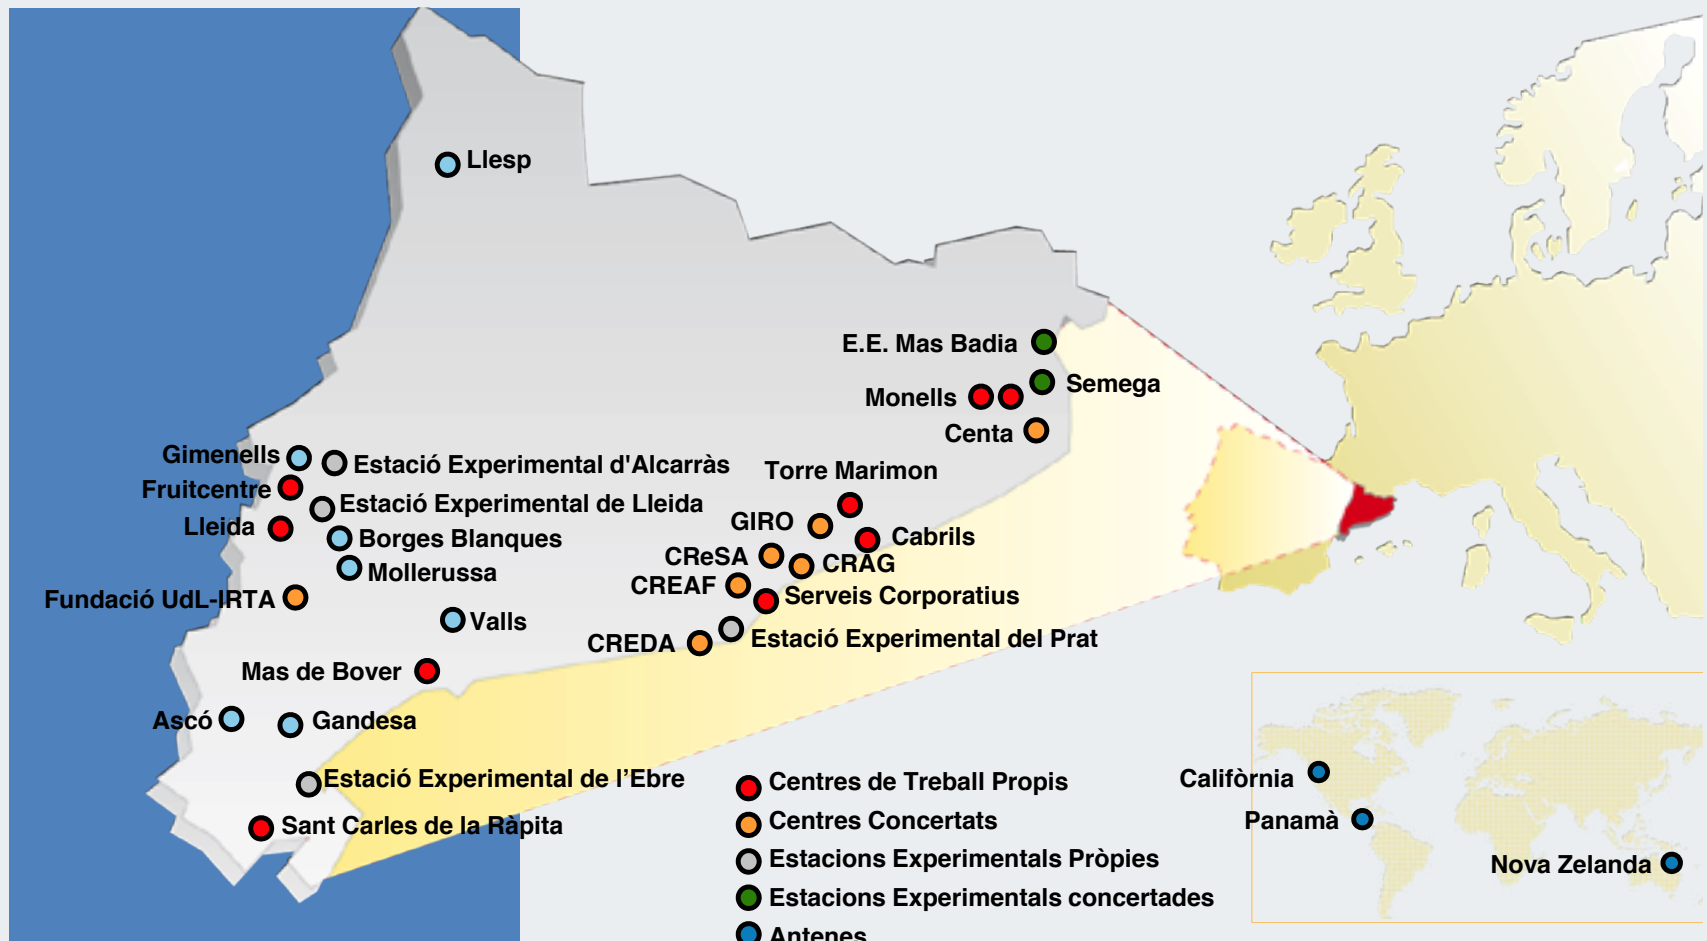 Llesp
E.E. Mas Badia
Semega
Monells
Centa
Gimenells
Estació Experimental d'Alcarràs
Torre Marimon
Fruitcentre
Estació Experimental de Lleida
Lleida
GIRO
Borges Blanques
Cabrils
CReSA
CRAG
Mollerussa
CREAF
Fundació UdL-IRTA
Serveis Corporatius
Valls
CREDA
Estació Experimental del Prat
Mas de Bover
Ascó
Gandesa
Estació Experimental de l’Ebre
Sant Carles de la Ràpita
Centres de Treball Propis
Centres Concertats
Estacions Experimentals Pròpies
Estacions Experimentals concertades
Antenes
Califòrnia
Panamà
Nova Zelanda